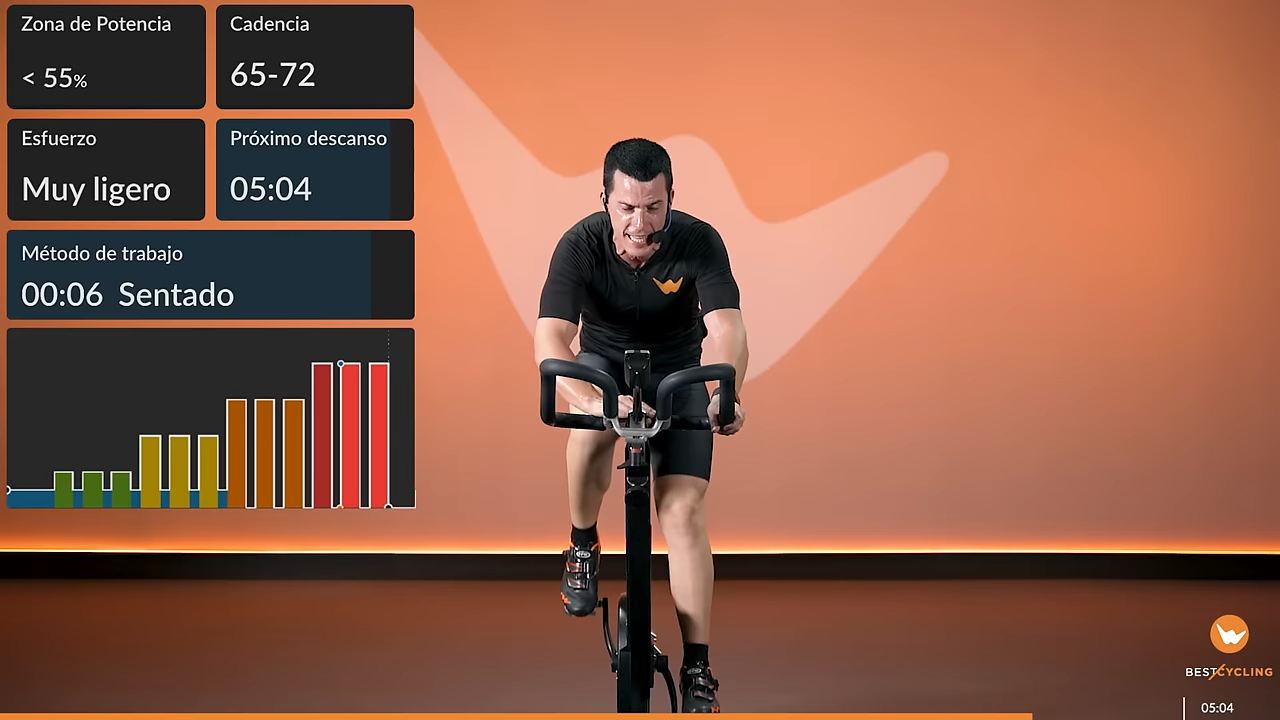 Zona de Potencia
< 55%
Cadencia
65-72
Esfuerzo
Muy ligero
Próximo descanso
05:04
Método de trabajo
00:06 Sentado
BESTCYCLING
05:04